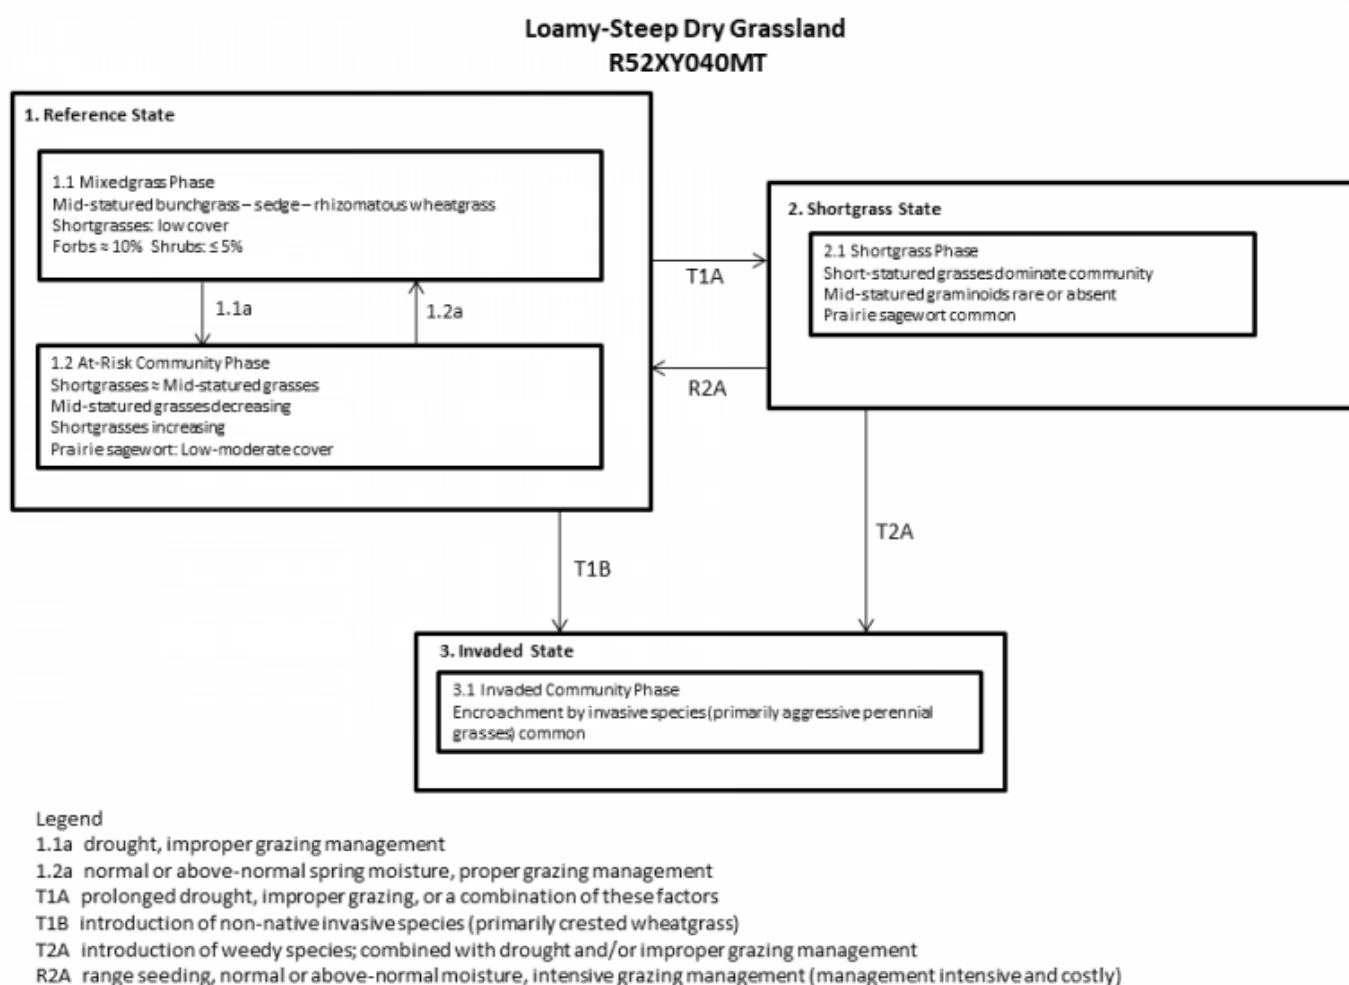 Loamy-Steep Dry Grassland
R52XY040MT
1. Reference State
1.1 Mixedgrass Phase
Mid-statured bunchgrass – sedge – rhizomatous wheatgrass
Shortgrasses: low cover
Forbs ≈ 10% Shrubs: ≤ 5%
1.1a
1.2a
1.2 At-Risk Community Phase
Shortgrasses ≈ Mid-statured grasses
Mid-statured grasses decreasing
Shortgrasses increasing
Prairie sagewort: Low-moderate cover
T1A
R2A
2. Shortgrass State
2.1 Shortgrass Phase
Short-statured grasses dominate community
Mid-statured graminoids rare or absent
Prairie sagewort common
T1B
T2A
3. Invaded State
3.1 Invaded Community Phase
Encroachment by invasive species (primarily aggressive perennial
grasses) common
Legend
1.1a drought, improper grazing management
1.2a normal or above-normal spring moisture, proper grazing management
T1A prolonged drought, improper grazing, or a combination of these factors
T1B introduction of non-native invasive species (primarily crested wheatgrass)
T2A introduction of weedy species; combined with drought and/or improper grazing management
R2A range seeding, normal or above-normal moisture, intensive grazing management (management intensive and costly)